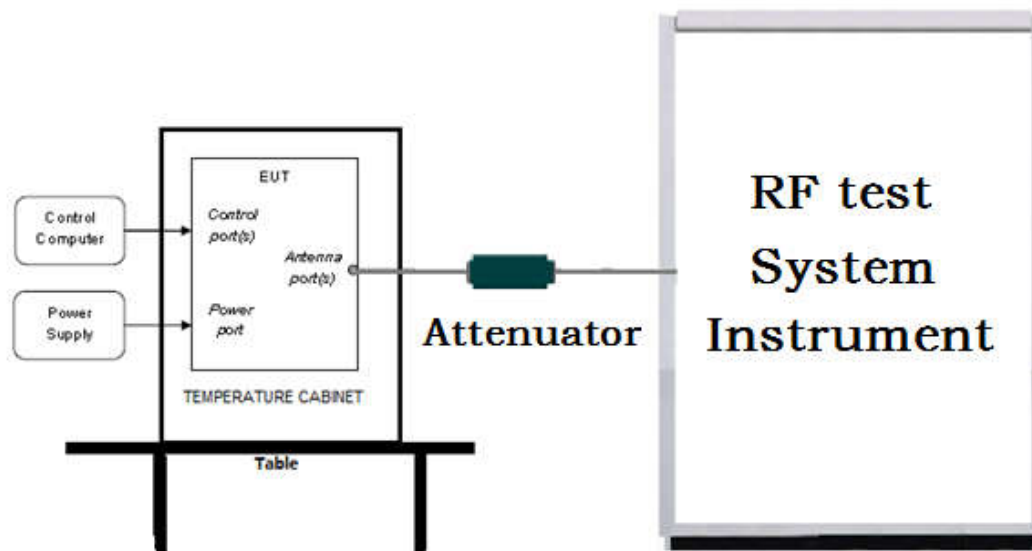 EUT
Control
Computer
Control
port(s)
Antenna
port(s)
Power
Supply
Power
port
TEMPERATURE CABINET
Table
Attenuator
RF test
System
Instrument